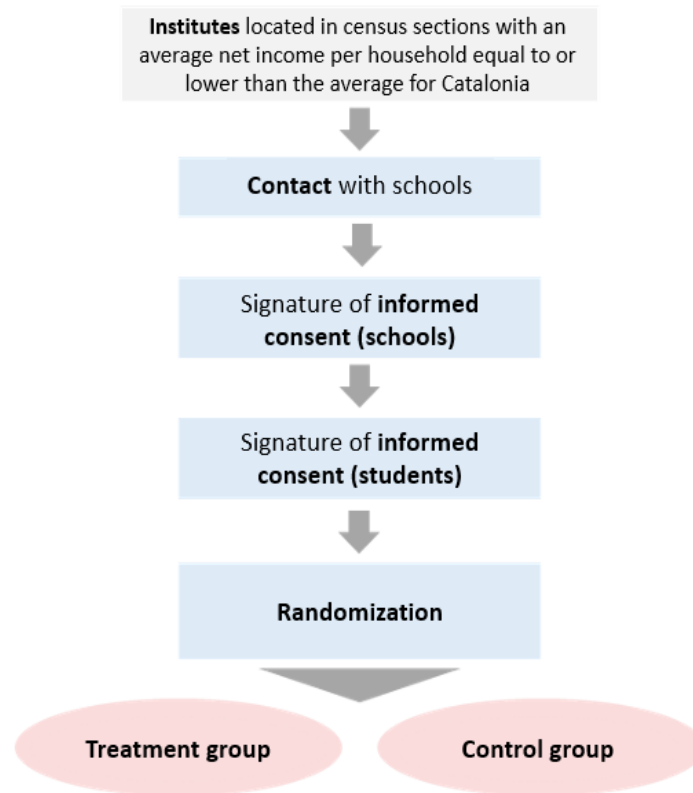 Institutes located in census sections with an
average net income per household equal to or
lower than the average for Catalonia
Contact with schools
Signature of informed
consent (schools)
Signature of informed
consent (students)
Randomization
Treatment group
Control group